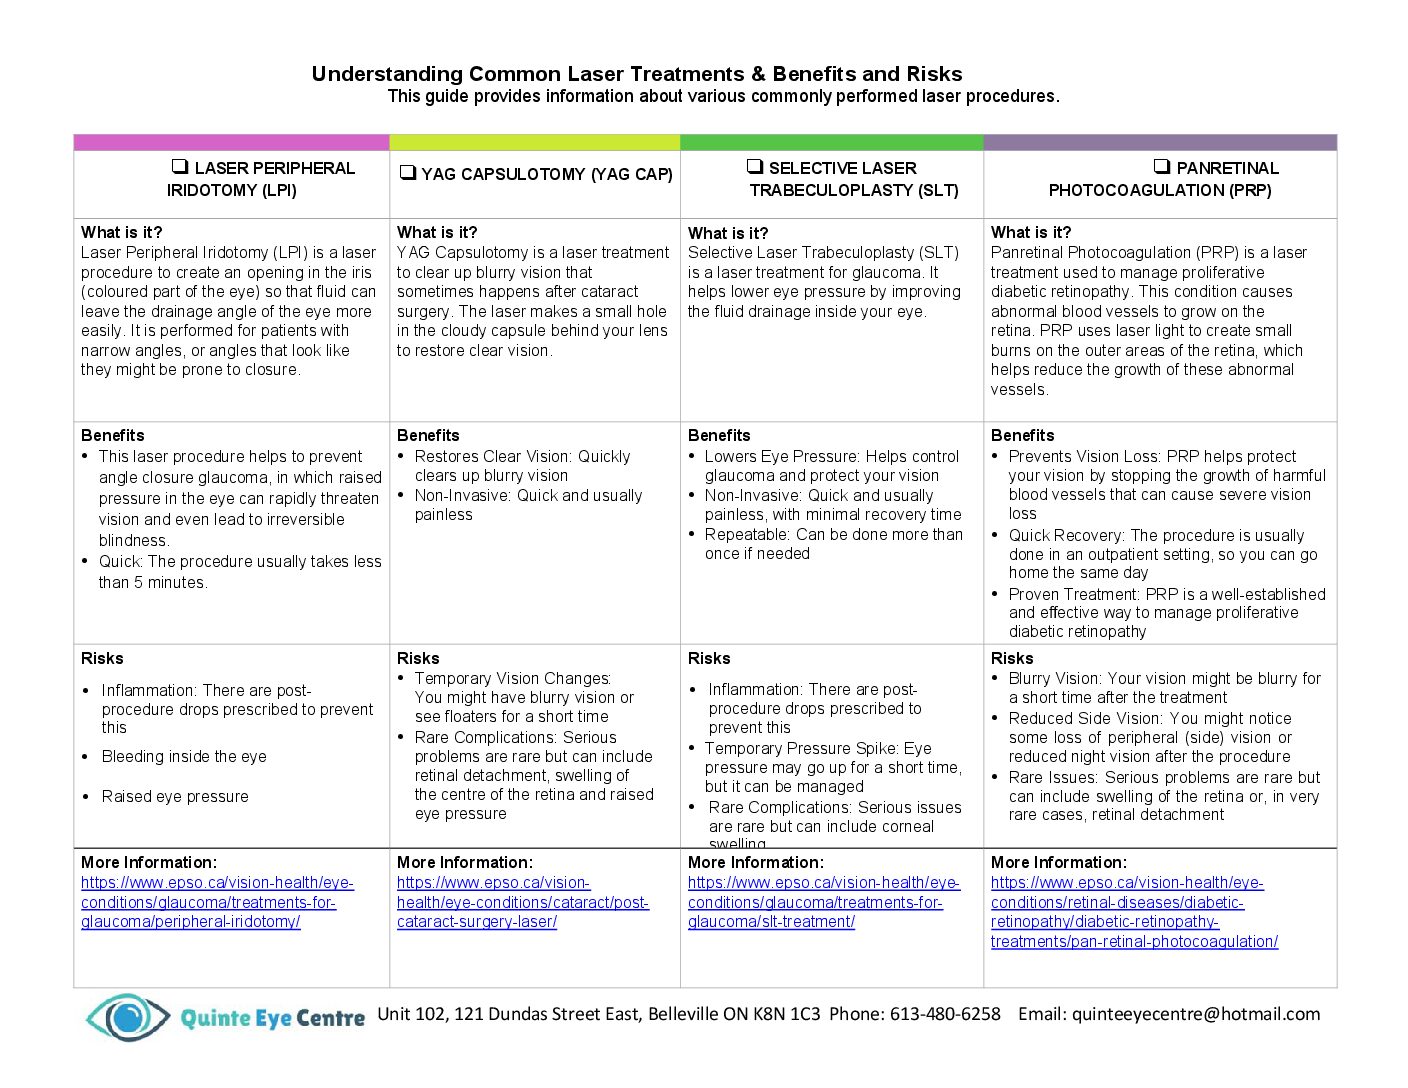 Understanding Common Laser Treatments & Benefits and Risks
This guide provides information about various commonly performed laser procedures.
❑ LASER PERIPHERAL
IRIDOTOMY (LPI)
❑ YAG CAPSULOTOMY (YAG CAP)
❑ SELECTIVE LASER
TRABECULOPLASTY (SLT)
❑ PANRETINAL
PHOTOCOAGULATION (PRP)
What is it?
Laser Peripheral Iridotomy (LPI) is a laser
procedure to create an opening in the iris
(coloured part of the eye) so that fluid can
leave the drainage angle of the eye more
easily. It is performed for patients with
narrow angles, or angles that look like
they might be prone to closure.
What is it?
YAG Capsulotomy is a laser treatment
to clear up blurry vision that
sometimes happens after cataract
surgery. The laser makes a small hole
in the cloudy capsule behind your lens
to restore clear vision.
What is it?
Selective Laser Trabeculoplasty (SLT)
is a laser treatment for glaucoma. It
helps lower eye pressure by improving
the fluid drainage inside your eye.
What is it?
Panretinal Photocoagulation (PRP) is a laser
treatment used to manage proliferative
diabetic retinopathy. This condition causes
abnormal blood vessels to grow on the
retina. PRP uses laser light to create small
burns on the outer areas of the retina, which
helps reduce the growth of these abnormal
vessels.
Benefits
• This laser procedure helps to prevent
angle closure glaucoma, in which raised
pressure in the eye can rapidly threaten
vision and even lead to irreversible
blindness.
• Quick: The procedure usually takes less
than 5 minutes.
Benefits
• Restores Clear Vision: Quickly
clears up blurry vision
• Non-Invasive: Quick and usually
painless
Benefits
• Lowers Eye Pressure: Helps control
glaucoma and protect your vision
• Non-Invasive: Quick and usually
painless, with minimal recovery time
• Repeatable: Can be done more than
once if needed
Benefits
• Prevents Vision Loss: PRP helps protect
your vision by stopping the growth of harmful
blood vessels that can cause severe vision
loss
• Quick Recovery: The procedure is usually
done in an outpatient setting, so you can go
home the same day
• Proven Treatment: PRP is a well-established
and effective way to manage proliferative
diabetic retinopathy
Risks
• Inflammation: There are post-
procedure drops prescribed to prevent
this
• Bleeding inside the eye
• Raised eye pressure
Risks
• Temporary Vision Changes:
You might have blurry vision or
see floaters for a short time
• Rare Complications: Serious
problems are rare but can include
retinal detachment, swelling of
the centre of the retina and raised
eye pressure
Risks
• Inflammation: There are post-
procedure drops prescribed to
prevent this
• Temporary Pressure Spike: Eye
pressure may go up for a short time,
but it can be managed
• Rare Complications: Serious issues
are rare but can include corneal
swelling
Risks
• Blurry Vision: Your vision might be blurry for
a short time after the treatment
• Reduced Side Vision: You might notice
some loss of peripheral (side) vision or
reduced night vision after the procedure
• Rare Issues: Serious problems are rare but
can include swelling of the retina or, in very
rare cases, retinal detachment
More Information:
https://www.epso.ca/vision-health/eye-
conditions/glaucoma/treatments-for-
glaucoma/peripheral-iridotomy/
More Information:
https://www.epso.ca/vision-
health/eye-conditions/cataract/post-
cataract-surgery-laser/
More Information:
https://www.epso.ca/vision-health/eye-
conditions/glaucoma/treatments-for-
glaucoma/slt-treatment/
More Information:
https://www.epso.ca/vision-health/eye-
conditions/retinal-diseases/diabetic-
retinopathy/diabetic-retinopathy-
treatments/pan-retinal-photocoagulation/
Quinte Eye Centre Unit 102, 121 Dundas Street East, Belleville ON K8N 1C3 Phone: 613-480-6258 Email: quinteeyecentre@hotmail.com